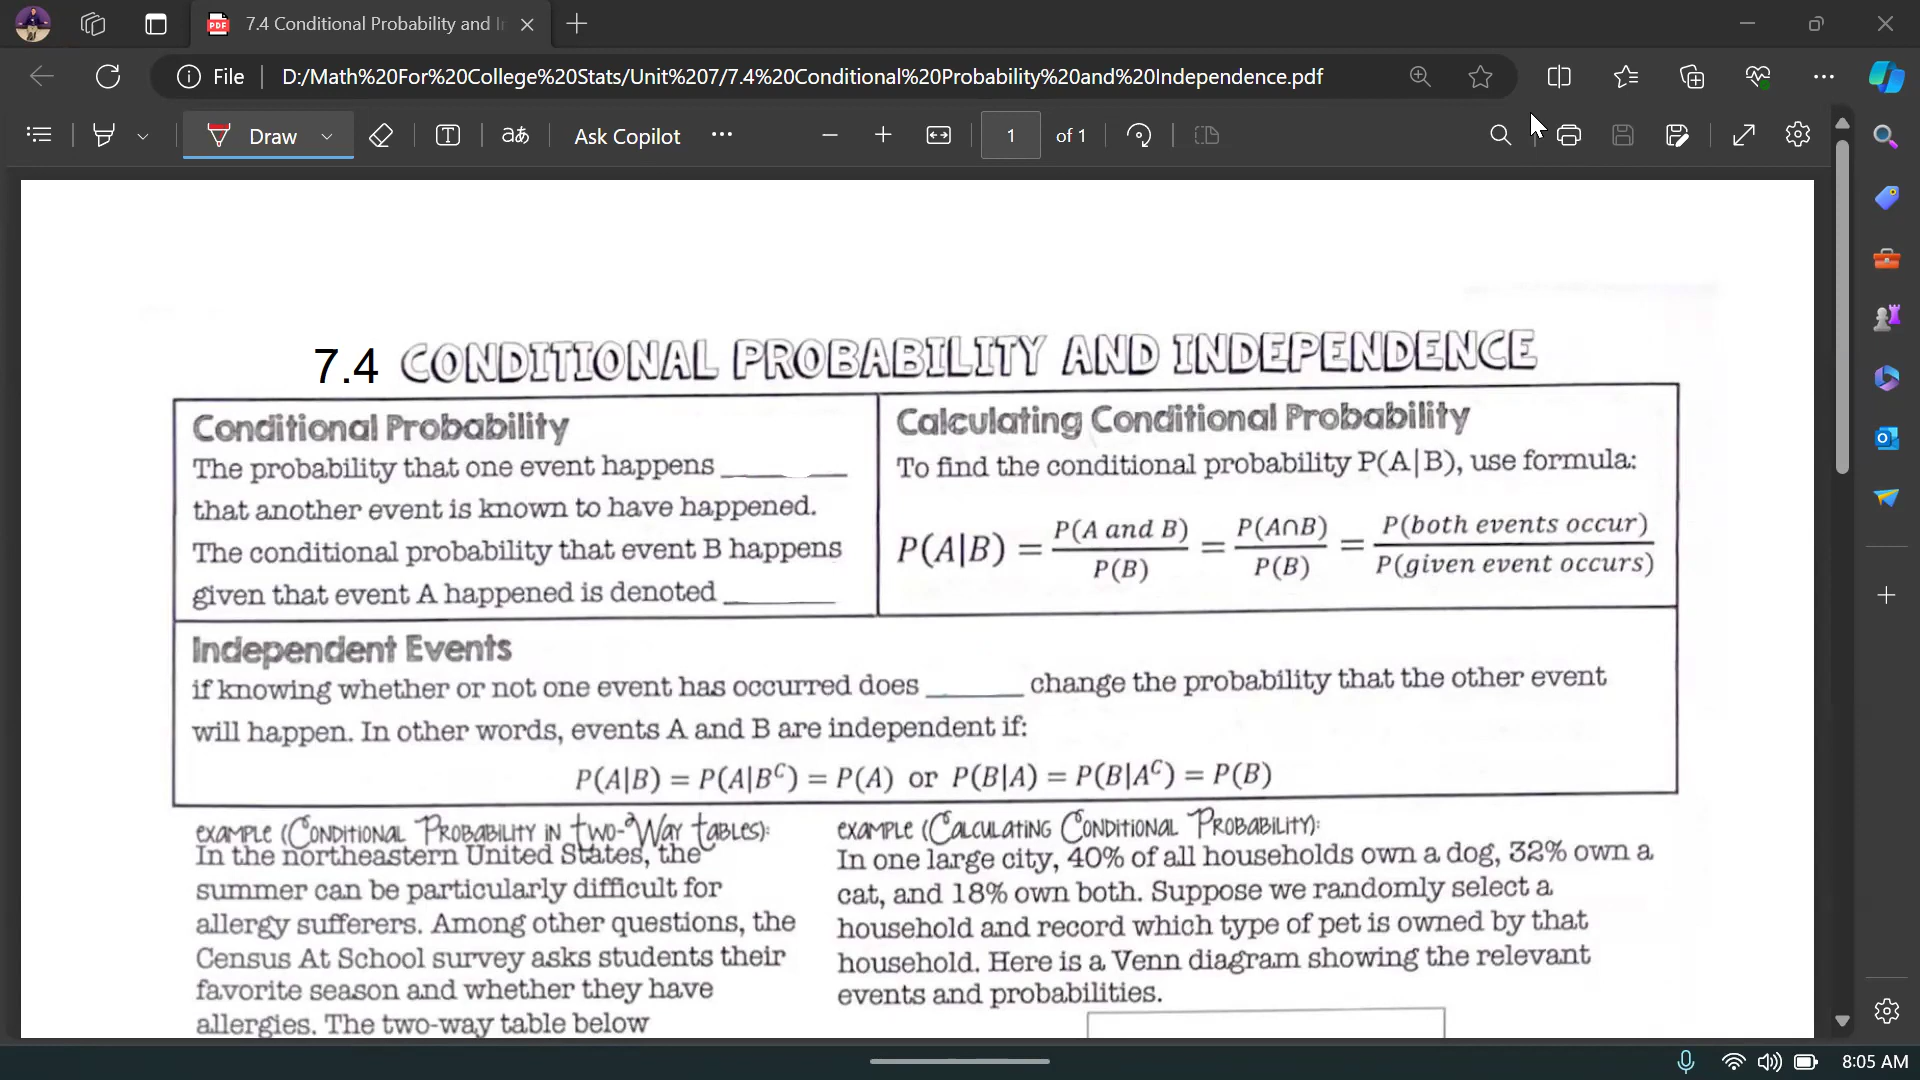 7.4 Conditional Probability and I
File
D:/Math%20For%20College%20Stats/Unit%207/7.4%20Conditional%20Probability%20and%20Independence.pdf
Draw
aあ
Ask Copilot
1
of 1
7.4 CONDITIONAL PROBABILITY AND INDEPENDENCE
Conditional Probability
The probability that one event happens ________
that another event is known to have happened.
The conditional probability that event B happens
given that event A happened is denoted ________
Calculating Conditional Probability
To find the conditional probability P(A|B), use formula:
P(A|B) = P(A and B) / P(B) = P(A∩B) / P(B) = P(both events occur) / P(given event occurs)
Independent Events
if knowing whether or not one event has occurred does ______ change the probability that the other event
will happen. In other words, events A and B are independent if:
P(A|B) = P(A|Bᶜ) = P(A) or P(B|A) = P(B|Aᶜ) = P(B)
EXAMPLE (CONDITIONAL PROBABILITY IN TWO-WAY TABLES):
In the northeastern United States, the
summer can be particularly difficult for
allergy sufferers. Among other questions, the
Census At School survey asks students their
favorite season and whether they have
allergies. The two-way table below
EXAMPLE (CALCULATING CONDITIONAL PROBABILITY):
In one large city, 40% of all households own a dog, 32% own a
cat, and 18% own both. Suppose we randomly select a
household and record which type of pet is owned by that
household. Here is a Venn diagram showing the relevant
events and probabilities.
8:05 AM